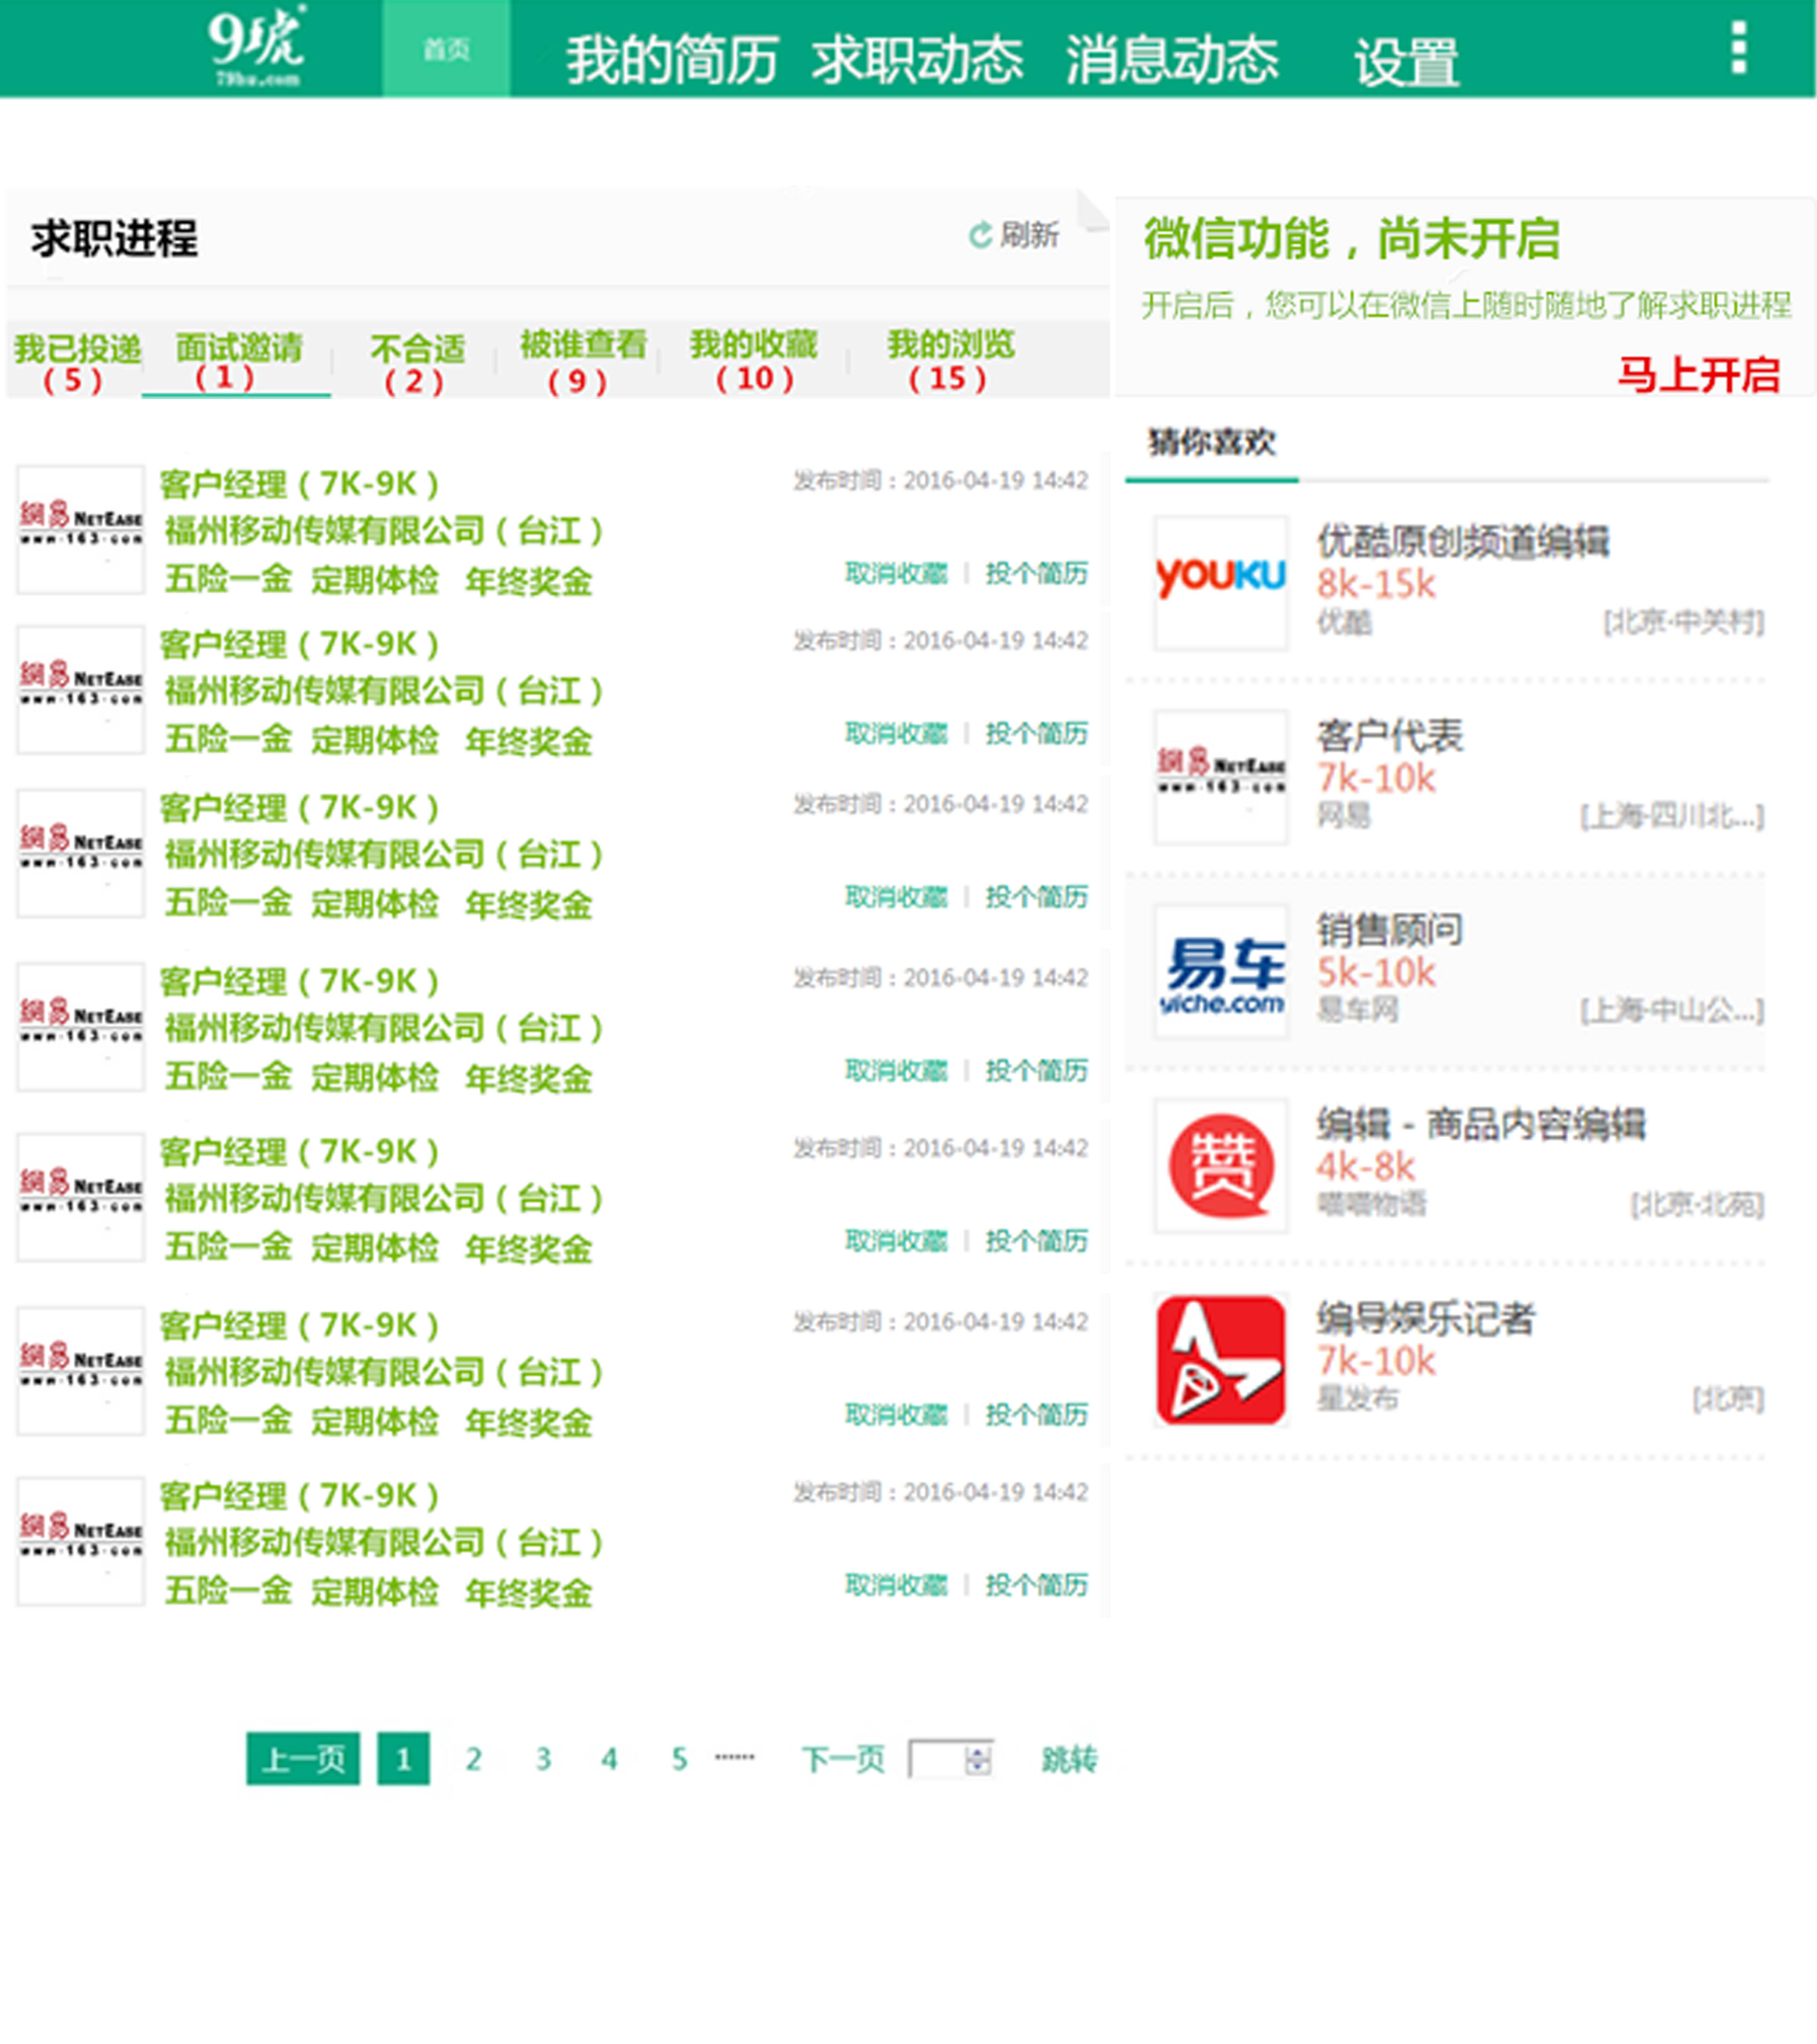 9號
79hu.com
首页 我的简历 求职动态 消息动态 设置
求职进程
刷新
我已投递 面试邀请 不合适 被谁查看 我的收藏 我的浏览
（5） （1） （2） （9） （10） （15）
客户经理（7K-9K） 发布时间：2016-04-19 14:42
福州移动传媒有限公司（台江）
五险一金 定期体检 年终奖金 取消收藏 投个简历
網易 NETEASE
www.163.com
客户经理（7K-9K） 发布时间：2016-04-19 14:42
福州移动传媒有限公司（台江）
五险一金 定期体检 年终奖金 取消收藏 投个简历
網易 NETEASE
www.163.com
客户经理（7K-9K） 发布时间：2016-04-19 14:42
福州移动传媒有限公司（台江）
五险一金 定期体检 年终奖金 取消收藏 投个简历
網易 NETEASE
www.163.com
客户经理（7K-9K） 发布时间：2016-04-19 14:42
福州移动传媒有限公司（台江）
五险一金 定期体检 年终奖金 取消收藏 投个简历
網易 NETEASE
www.163.com
客户经理（7K-9K） 发布时间：2016-04-19 14:42
福州移动传媒有限公司（台江）
五险一金 定期体检 年终奖金 取消收藏 投个简历
網易 NETEASE
www.163.com
客户经理（7K-9K） 发布时间：2016-04-19 14:42
福州移动传媒有限公司（台江）
五险一金 定期体检 年终奖金 取消收藏 投个简历
網易 NETEASE
www.163.com
客户经理（7K-9K） 发布时间：2016-04-19 14:42
福州移动传媒有限公司（台江）
五险一金 定期体检 年终奖金 取消收藏 投个简历
網易 NETEASE
www.163.com
上一页 1 2 3 4 5 ······ 下一页 跳转
微信功能，尚未开启
开启后，您可以在微信上随时随地了解求职进程
马上开启
猜你喜欢
YOUKU
优酷原创频道编辑
8k-15k
优酷 [北京·中关村]
網易 NETEASE
www.163.com
客户代表
7k-10k
网易 [上海·四川北...]
易车
yiche.com
销售顾问
5k-10k
易车网 [上海·中山公...]
赞
编辑 - 商品内容编辑
4k-8k
喵喵物语 [北京·北苑]
编导娱乐记者
7k-10k
星发布 [北京]